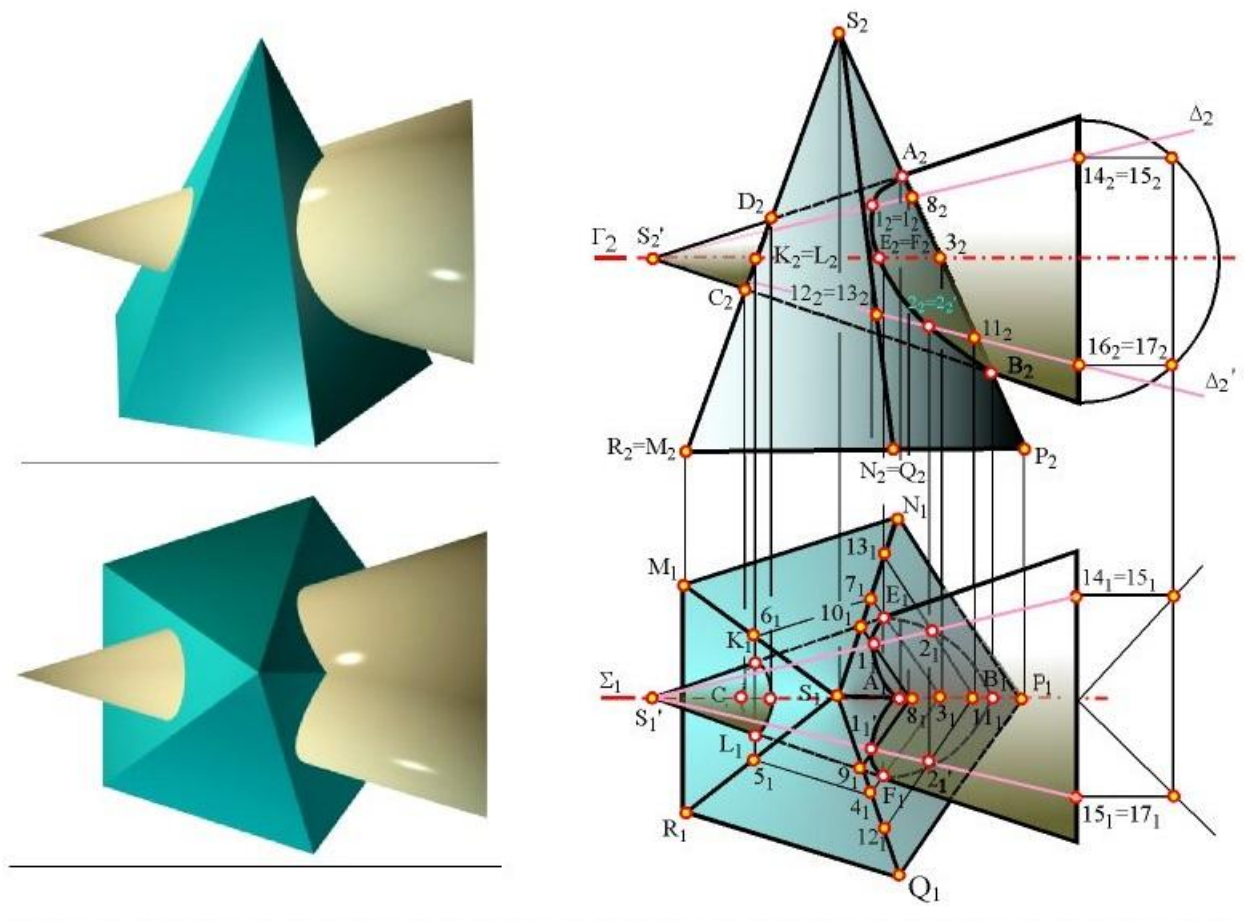 S₂
Δ₂
A₂
14₂=15₂
8₂
D₂
1₂=1₂'
Γ₂
S₂'
E₂=F₂
3₂
K₂=L₂
C₂
12₂=13₂
2₂=2₂'
11₂
16₂=17₂
B₂
Δ₂'
R₂=M₂
P₂
N₂=Q₂
N₁
13₁
M₁
14₁=15₁
7₁
E₁
6₁
10₁
K₁
2₁
1₁
Σ₁
C
S₁
A
B₁
P₁
S₁'
8₁
3₁
11₁
1₁'
L₁
5₁
9₁
F₁
2₁'
4₁
15₁=17₁
R₁
12₁
Q₁